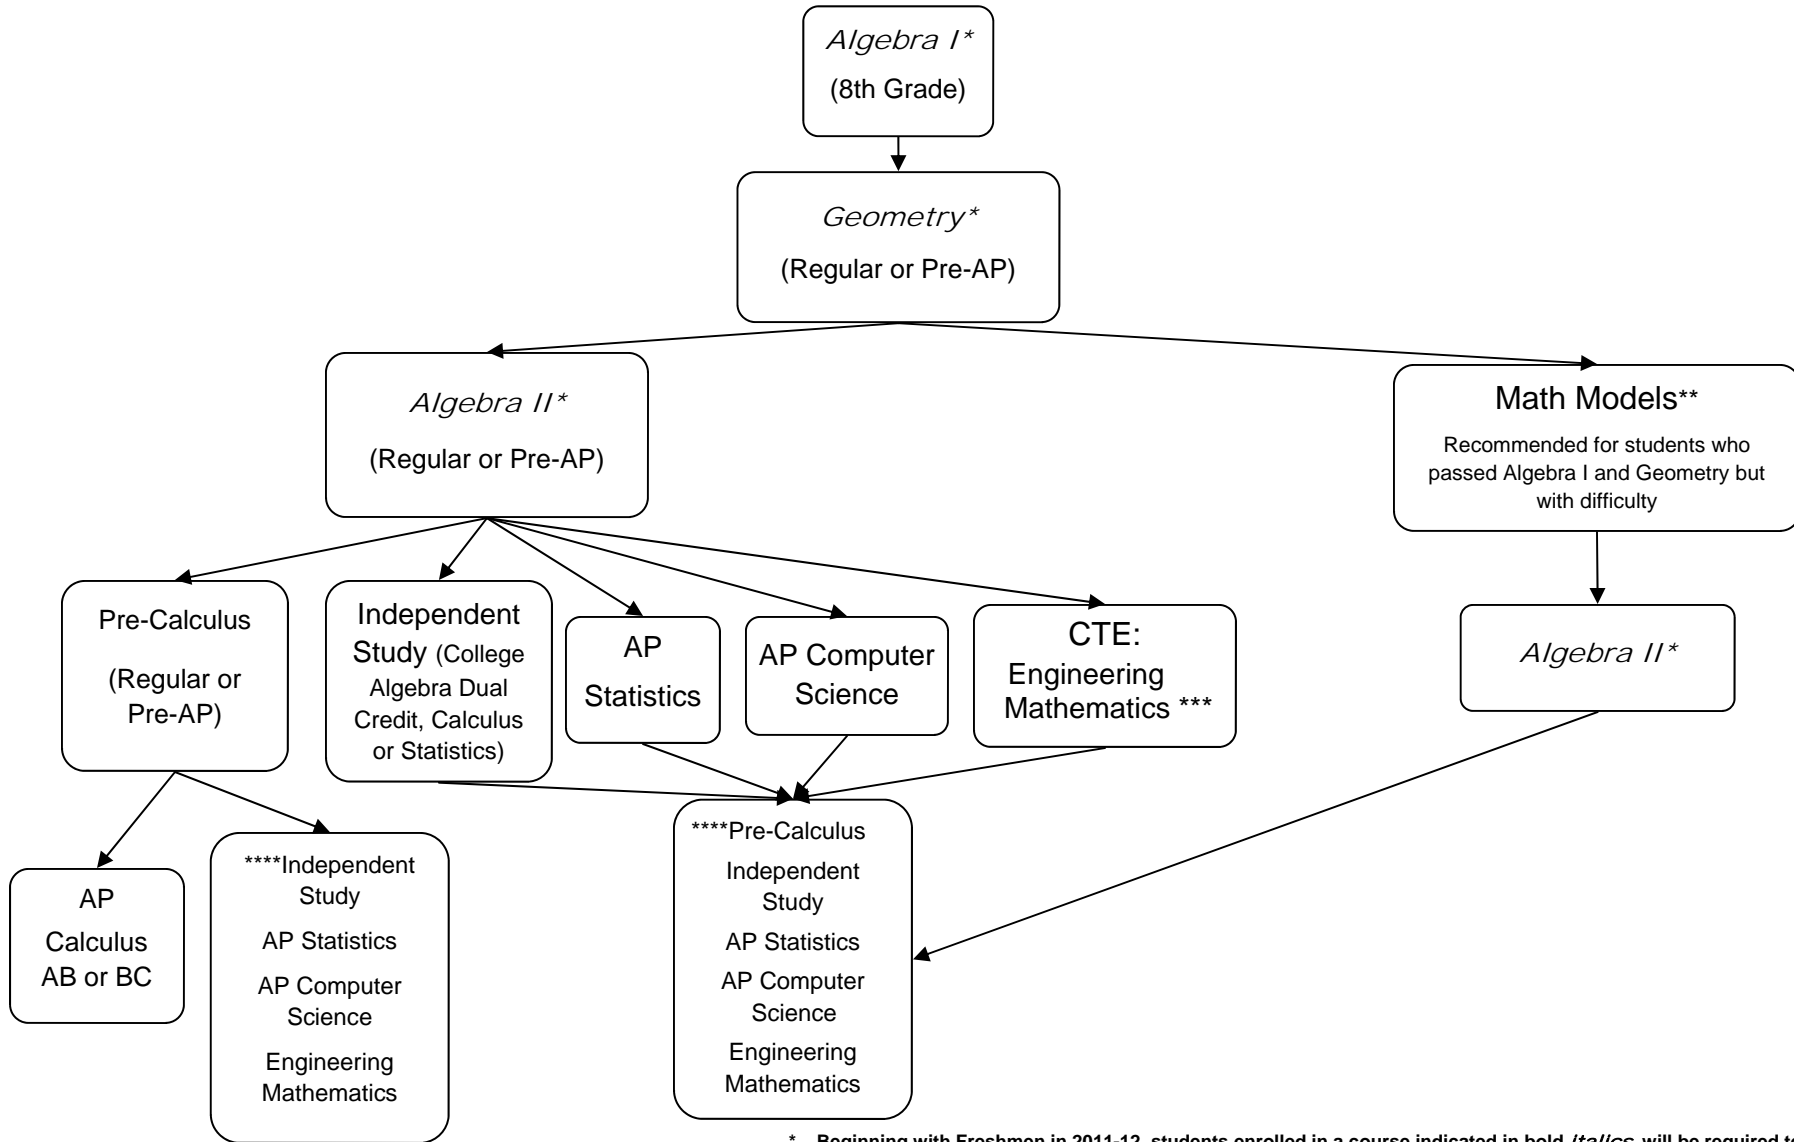 Algebra I*
(8th Grade)
Geometry*
(Regular or Pre-AP)
Algebra II*
(Regular or Pre-AP)
Math Models**
Recommended for students who
passed Algebra I and Geometry but
with difficulty
Pre-Calculus
(Regular or
Pre-AP)
Independent
Study (College
Algebra Dual
Credit, Calculus
or Statistics)
AP
Statistics
AP Computer
Science
CTE:
Engineering
Mathematics ***
Algebra II*
AP
Calculus
AB or BC
****Independent
Study
AP Statistics
AP Computer
Science
Engineering
Mathematics
****Pre-Calculus
Independent
Study
AP Statistics
AP Computer
Science
Engineering
Mathematics
* Beginning with Freshmen in 2011-12, students enrolled in a course indicated in bold italics will be required to